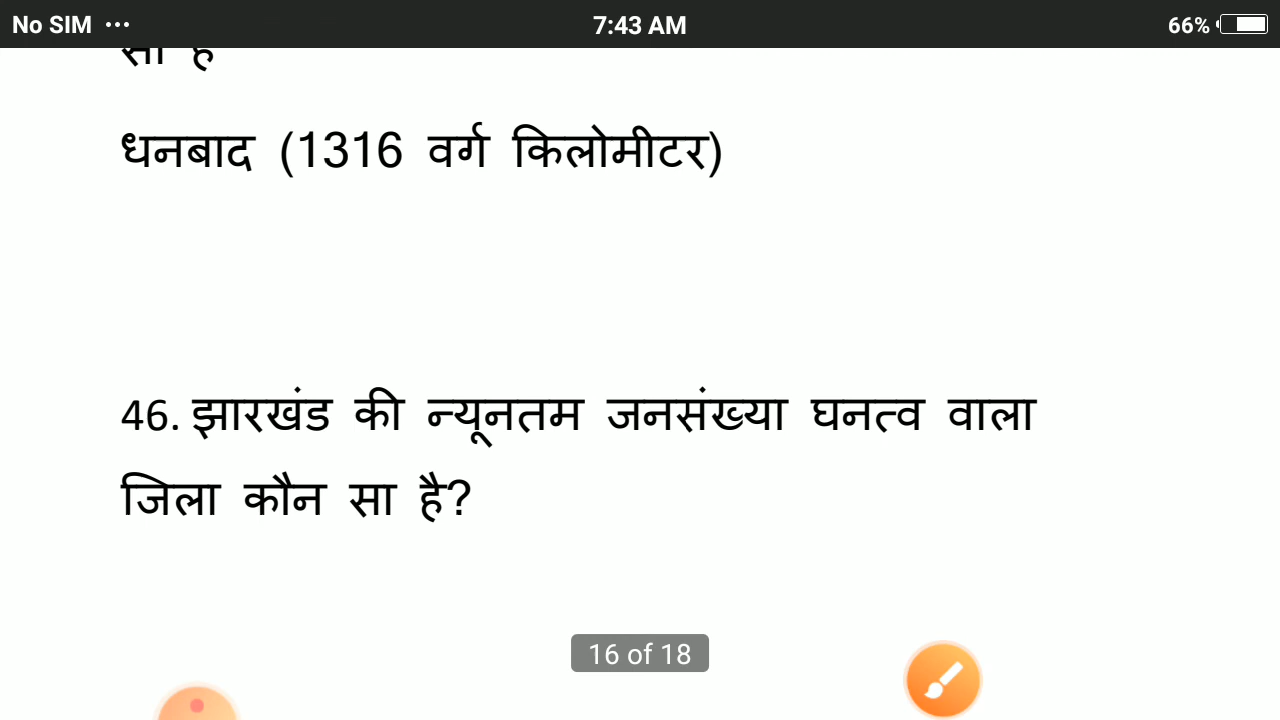 No SIM ••• 7:43 AM 66%
सा है
धनबाद (1316 वर्ग किलोमीटर)
46. झारखंड की न्यूनतम जनसंख्या घनत्व वाला
जिला कौन सा है?
16 of 18